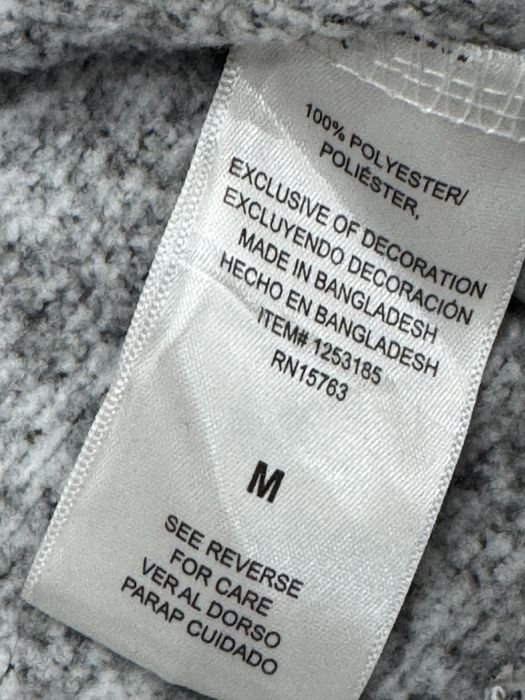 100% POLYESTER/
POLIÉSTER,
EXCLUSIVE OF DECORATION
EXCLUYENDO DECORACIÓN
MADE IN BANGLADESH
HECHO EN BANGLADESH
ITEM# 1253185
RN15763
M
SEE REVERSE
FOR CARE
VER AL DORSO
PARAP CUIDADO